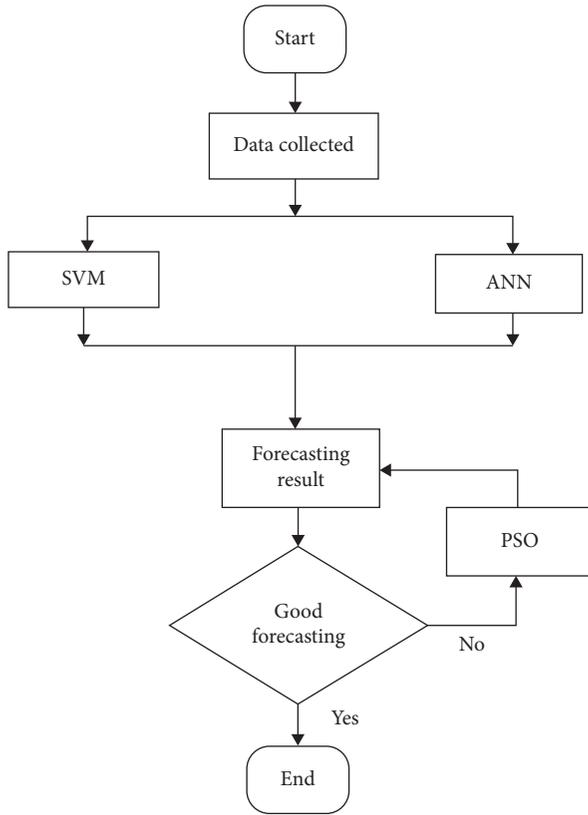 Start
Data collected
SVM
ANN
Forecasting
result
PSO
Good
forecasting
No
Yes
End